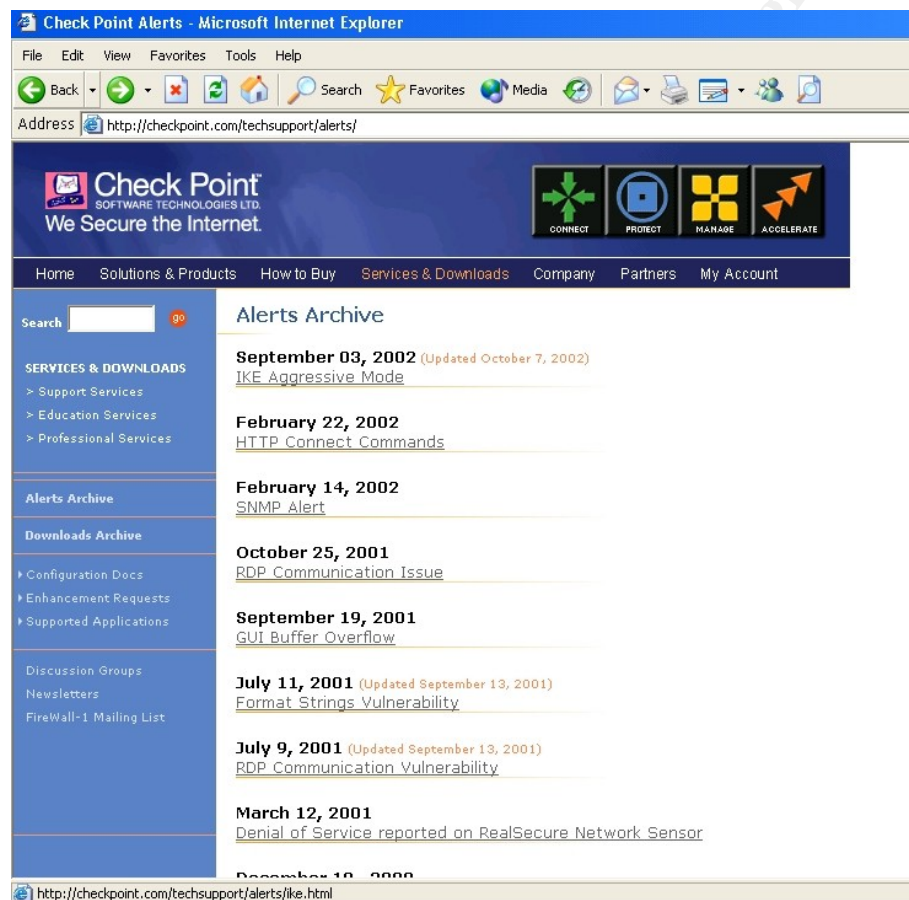 Check Point Alerts - Microsoft Internet Explorer
File Edit View Favorites Tools Help
Back Search Favorites Media
Address http://checkpoint.com/techsupport/alerts/
Check Point™
SOFTWARE TECHNOLOGIES LTD.
We Secure the Internet.
CONNECT PROTECT MANAGE ACCELERATE
Home Solutions & Products How to Buy Services & Downloads Company Partners My Account
Search go
SERVICES & DOWNLOADS
> Support Services
> Education Services
> Professional Services
Alerts Archive
Downloads Archive
Configuration Docs
Enhancement Requests
Supported Applications
Discussion Groups
Newsletters
FireWall-1 Mailing List
Alerts Archive
September 03, 2002 (Updated October 7, 2002)
IKE Aggressive Mode
February 22, 2002
HTTP Connect Commands
February 14, 2002
SNMP Alert
October 25, 2001
RDP Communication Issue
September 19, 2001
GUI Buffer Overflow
July 11, 2001 (Updated September 13, 2001)
Format Strings Vulnerability
July 9, 2001 (Updated September 13, 2001)
RDP Communication Vulnerability
March 12, 2001
Denial of Service reported on RealSecure Network Sensor
http://checkpoint.com/techsupport/alerts/ike.html